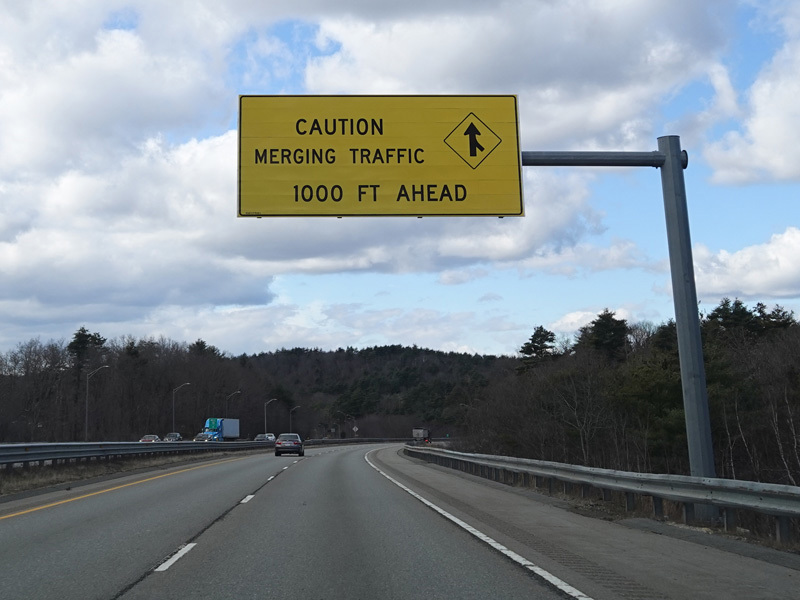 CAUTION
MERGING TRAFFIC
1000 FT AHEAD